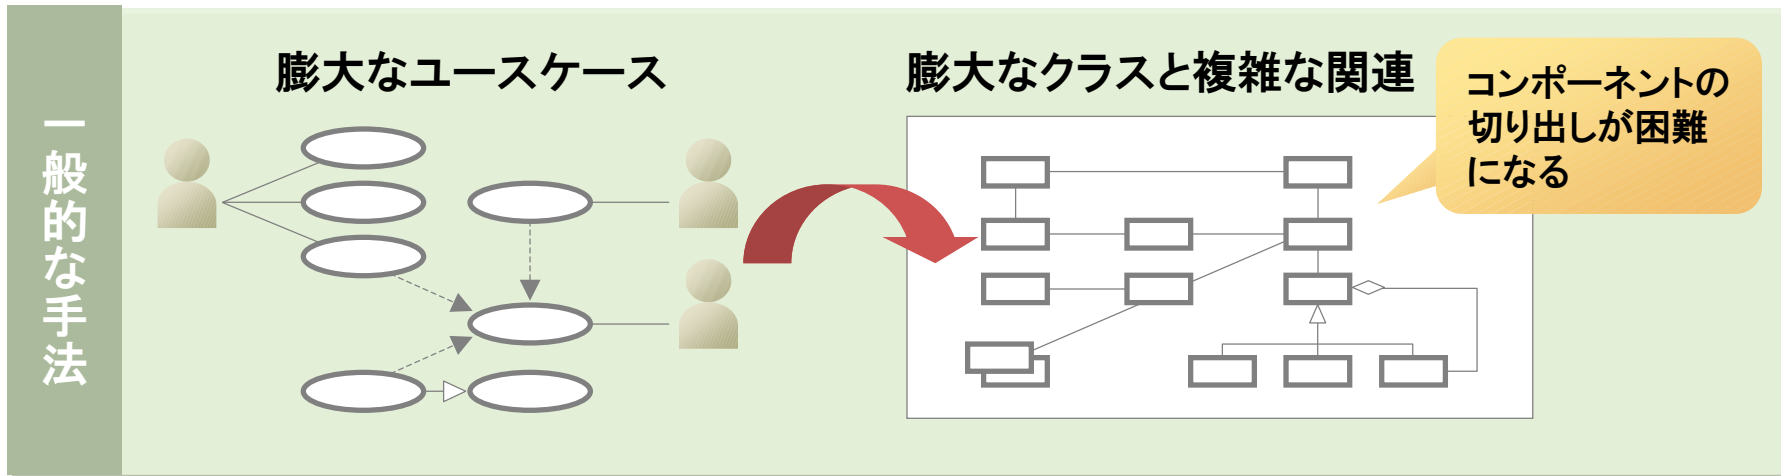 一般的な手法
膨大なユースケース
膨大なクラスと複雑な関連
コンポーネントの
切り出しが困難
になる